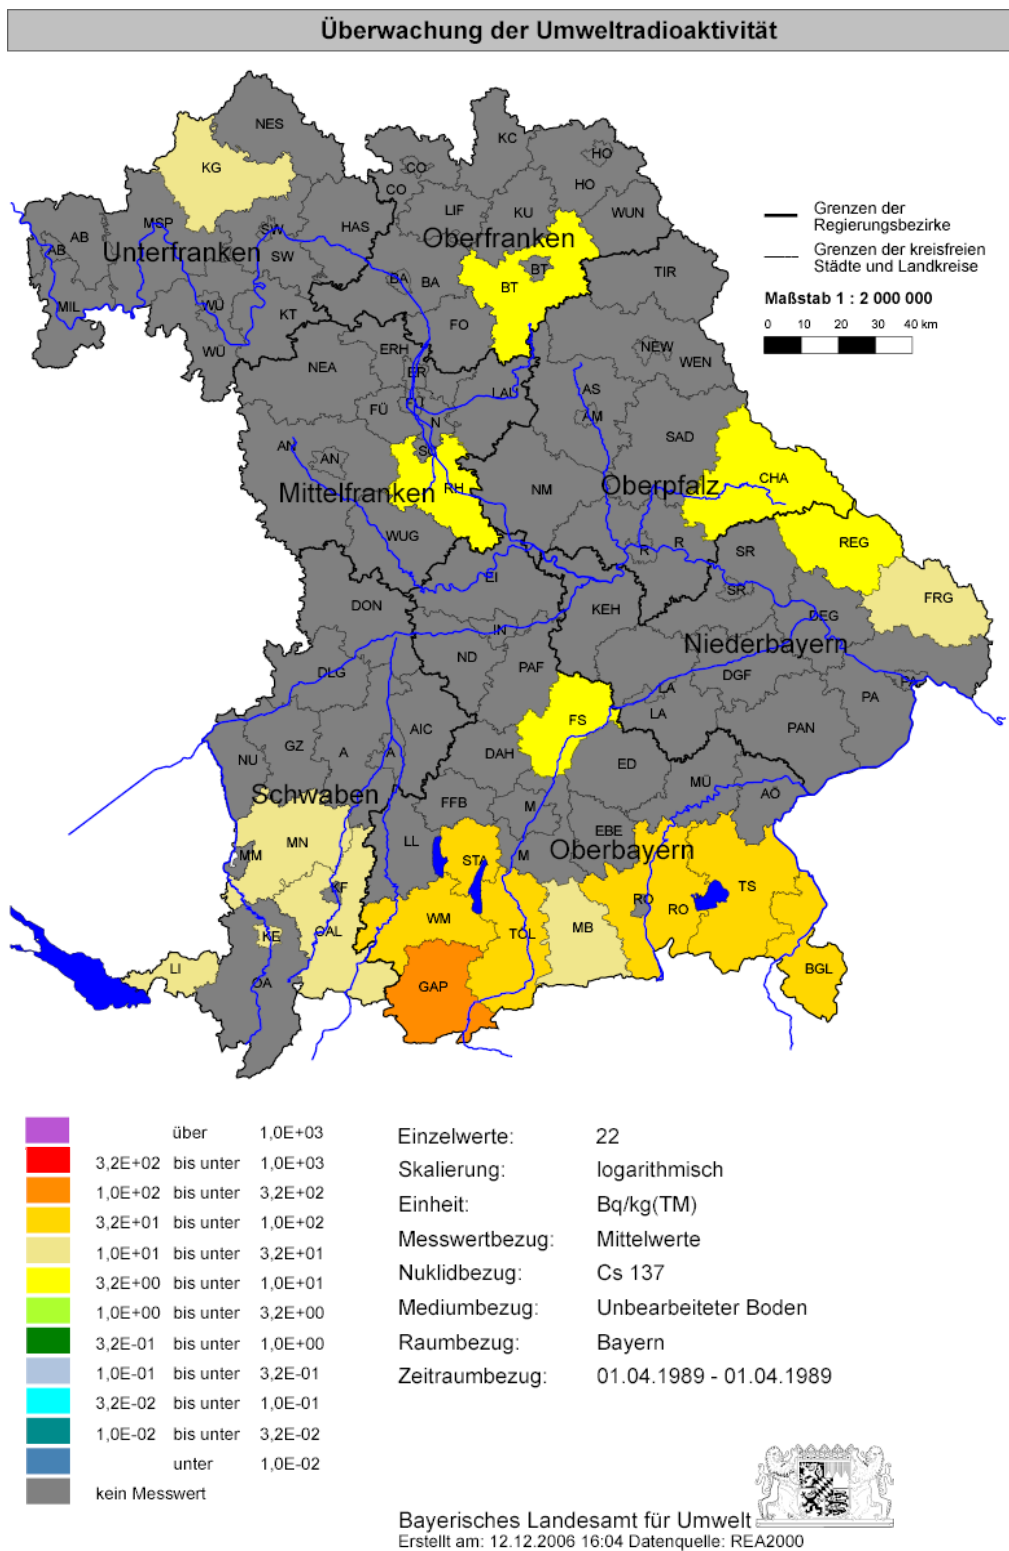 Überwachung der Umweltradioaktivität
NES
KG
KC
CO
HO
CO
HO
MSP
SW
HAS
LIF
KU
WUN
AB
AB
Unterfranken
SW
Oberfranken
BT
TIR
BA
BA
BT
MIL
WÜ
KT
FO
WÜ
NEA
ERH
ER
NEW
WEN
LAU
AS
FÜ
FÜ
N
AM
SAD
AN
AN
SC
Mittelfranken
RH
NM
Oberpfalz
CHA
WUG
R
R
SR
REG
EI
SR
FRG
DON
KEH
DEG
IN
Niederbayern
ND
PAF
DLG
DGF
PA
LA
PA
FS
LA
PAN
AIC
GZ
A
A
NU
DAH
ED
MÜ
AÖ
Schwaben
FFB
M
MN
LL
EBE
Oberbayern
MM
STA
M
KF
RO
RO
TS
KE
OAL
WM
TÖL
MB
LI
OA
GAP
BGL
Grenzen der
Regierungsbezirke
Grenzen der kreisfreien
Städte und Landkreise
Maßstab 1 : 2 000 000
0 10 20 30 40 km
über 1,0E+03
3,2E+02 bis unter 1,0E+03
1,0E+02 bis unter 3,2E+02
3,2E+01 bis unter 1,0E+02
1,0E+01 bis unter 3,2E+01
3,2E+00 bis unter 1,0E+01
1,0E+00 bis unter 3,2E+00
3,2E-01 bis unter 1,0E+00
1,0E-01 bis unter 3,2E-01
3,2E-02 bis unter 1,0E-01
1,0E-02 bis unter 3,2E-02
unter 1,0E-02
kein Messwert
Einzelwerte: 22
Skalierung: logarithmisch
Einheit: Bq/kg(TM)
Messwertbezug: Mittelwerte
Nuklidbezug: Cs 137
Mediumbezug: Unbearbeiteter Boden
Raumbezug: Bayern
Zeitraumbezug: 01.04.1989 - 01.04.1989
Bayerisches Landesamt für Umwelt
Erstellt am: 12.12.2006 16:04 Datenquelle: REA2000